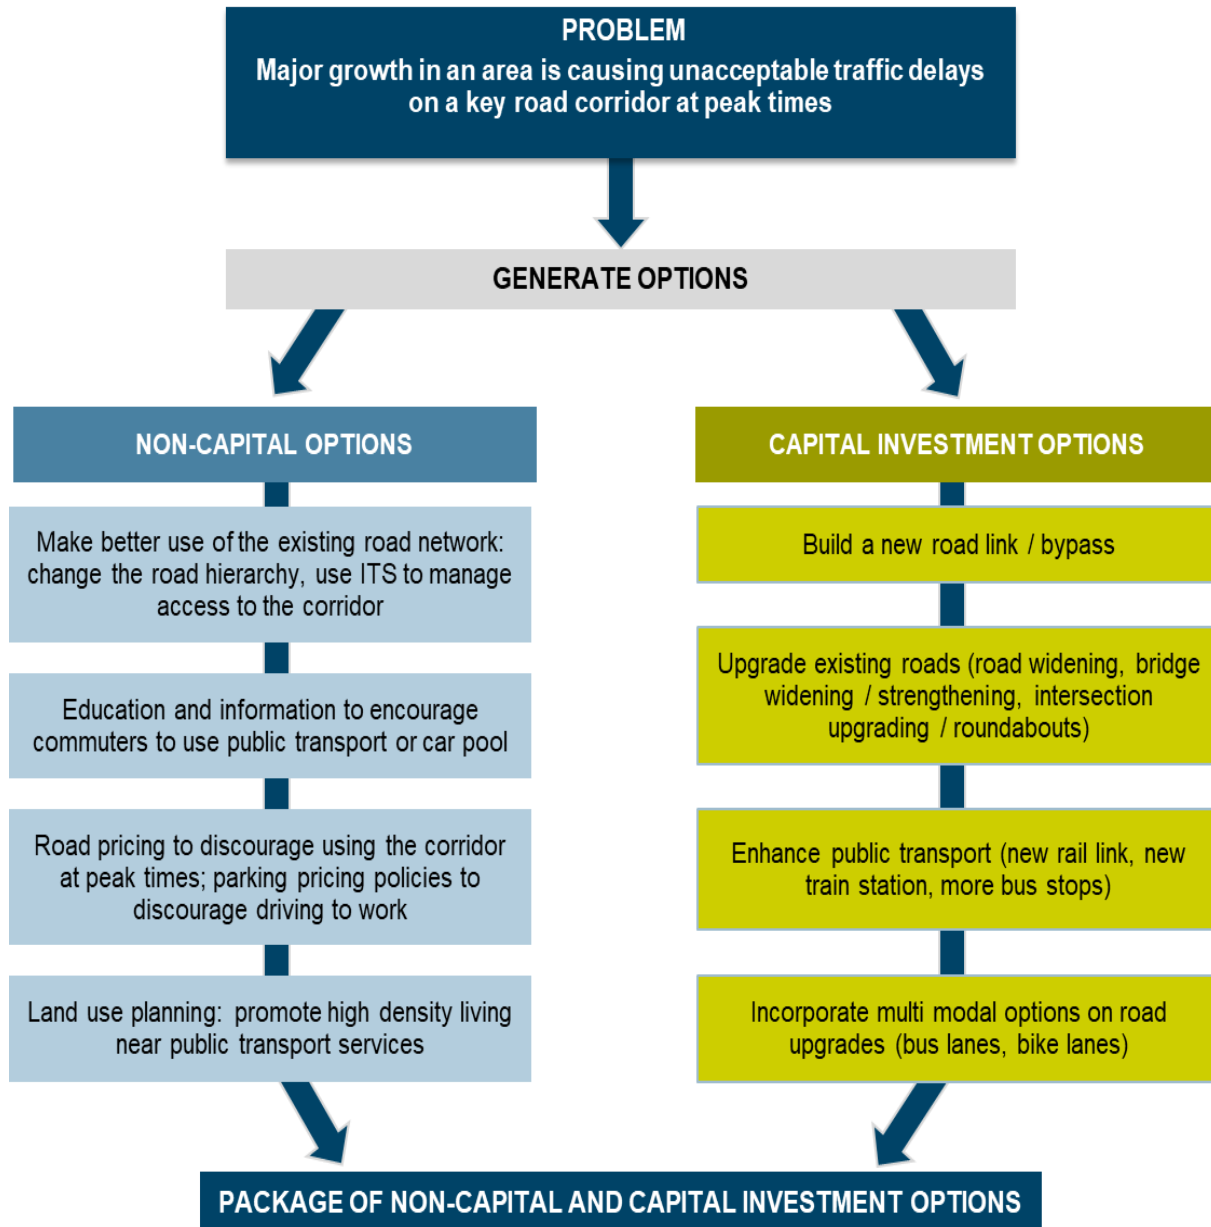 PROBLEM
Major growth in an area is causing unacceptable traffic delays
on a key road corridor at peak times
GENERATE OPTIONS
NON-CAPITAL OPTIONS
Make better use of the existing road network:
change the road hierarchy, use ITS to manage
access to the corridor
Education and information to encourage
commuters to use public transport or car pool
Road pricing to discourage using the corridor
at peak times; parking pricing policies to
discourage driving to work
Land use planning: promote high density living
near public transport services
CAPITAL INVESTMENT OPTIONS
Build a new road link / bypass
Upgrade existing roads (road widening, bridge
widening / strengthening, intersection
upgrading / roundabouts)
Enhance public transport (new rail link, new
train station, more bus stops)
Incorporate multi modal options on road
upgrades (bus lanes, bike lanes)
PACKAGE OF NON-CAPITAL AND CAPITAL INVESTMENT OPTIONS